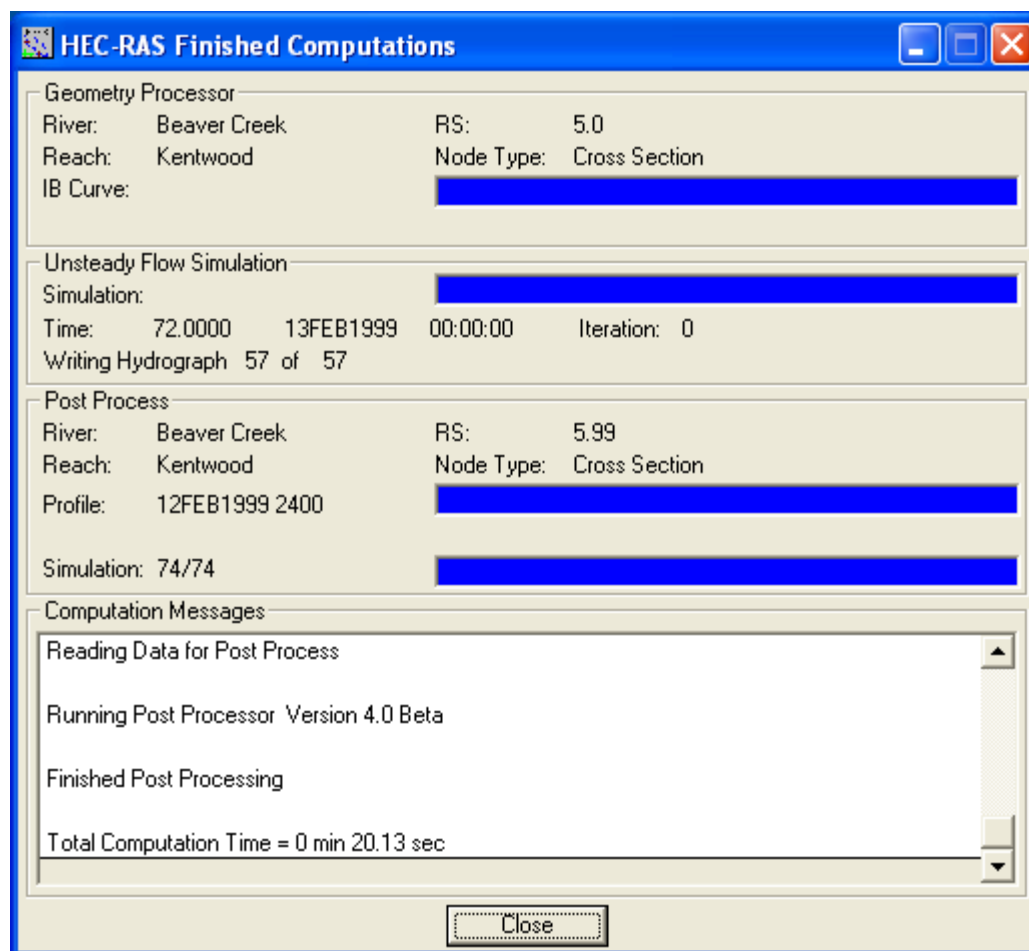 HEC-RAS Finished Computations
Geometry Processor
River: Beaver Creek RS: 5.0
Reach: Kentwood Node Type: Cross Section
IB Curve:
Unsteady Flow Simulation
Simulation:
Time: 72.0000 13FEB1999 00:00:00 Iteration: 0
Writing Hydrograph 57 of 57
Post Process
River: Beaver Creek RS: 5.99
Reach: Kentwood Node Type: Cross Section
Profile: 12FEB1999 2400
Simulation: 74/74
Computation Messages
Reading Data for Post Process
Running Post Processor Version 4.0 Beta
Finished Post Processing
Total Computation Time = 0 min 20.13 sec
Close